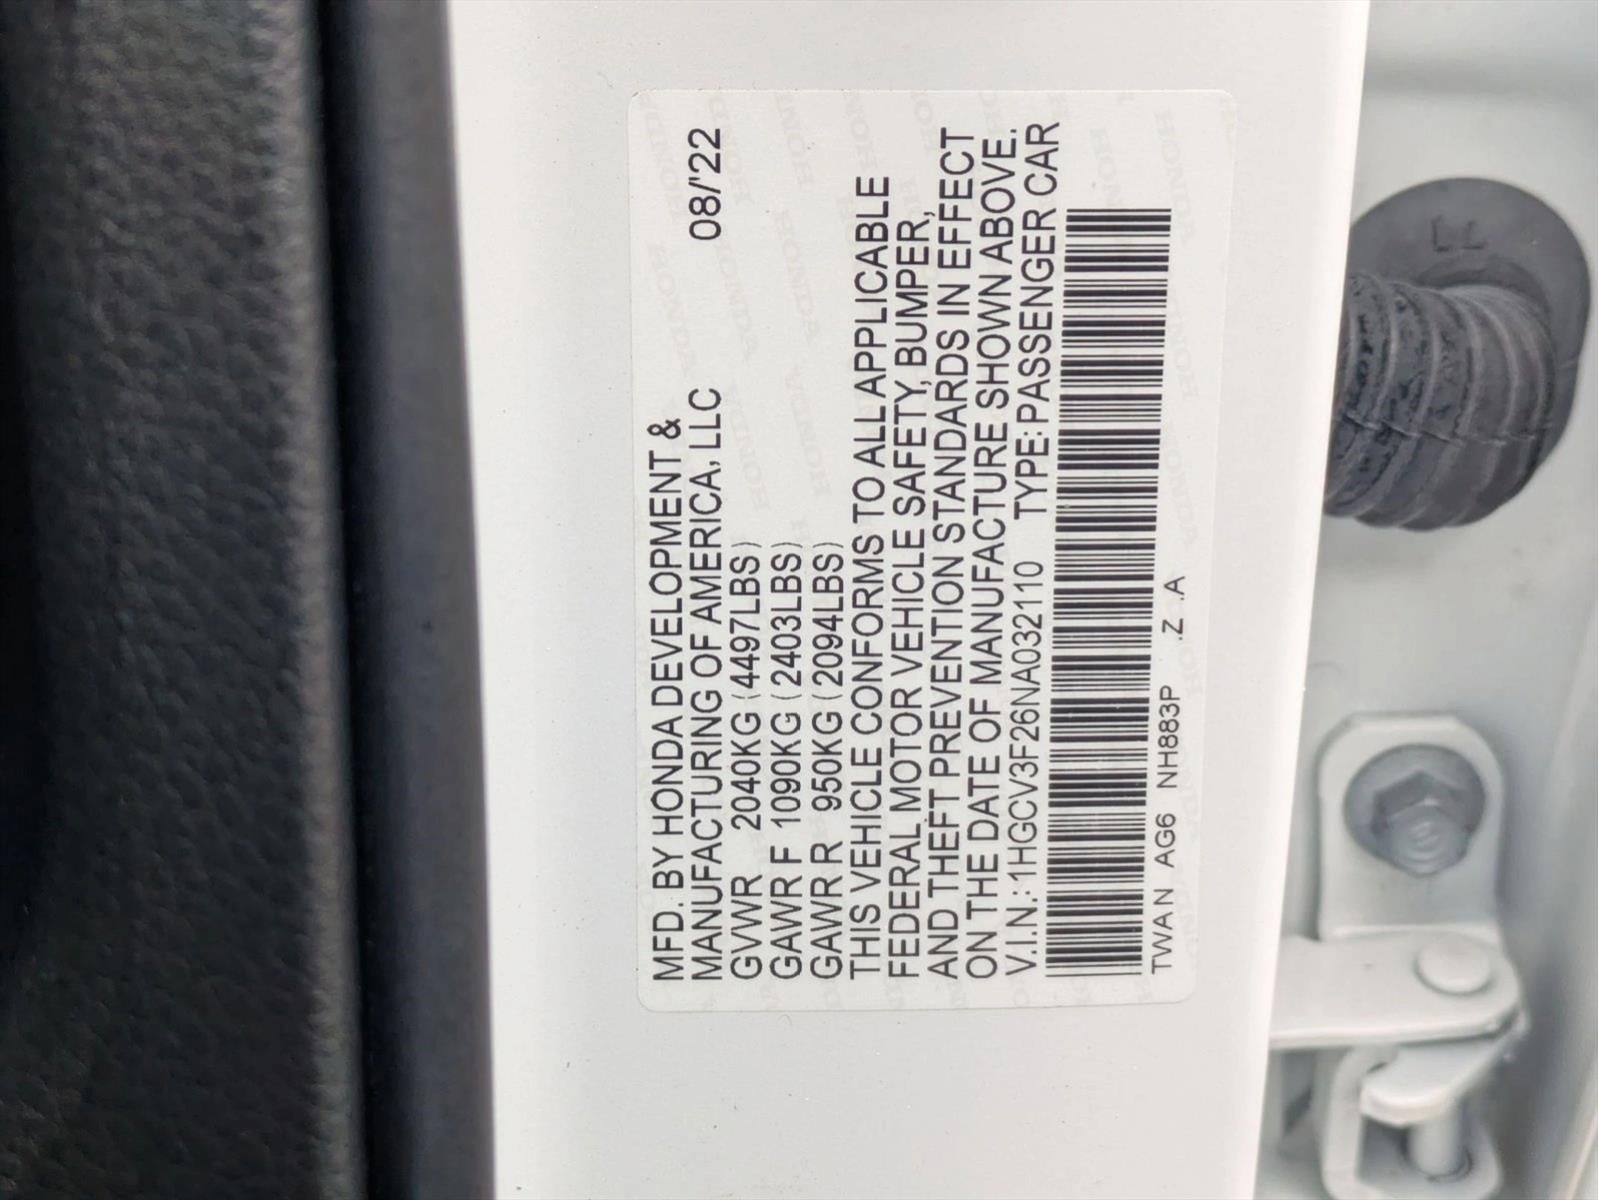 MFD. BY HONDA DEVELOPMENT &
MANUFACTURING OF AMERICA, LLC 08/'22
GVWR 2040KG (4497LBS)
GAWR F 1090KG (2403LBS)
GAWR R 950KG (2094LBS)
THIS VEHICLE CONFORMS TO ALL APPLICABLE
FEDERAL MOTOR VEHICLE SAFETY, BUMPER,
AND THEFT PREVENTION STANDARDS IN EFFECT
ON THE DATE OF MANUFACTURE SHOWN ABOVE.
V.I.N.:1HGCV3F26NA032110 TYPE: PASSENGER CAR
TWAN AG6 NH883P .Z .A